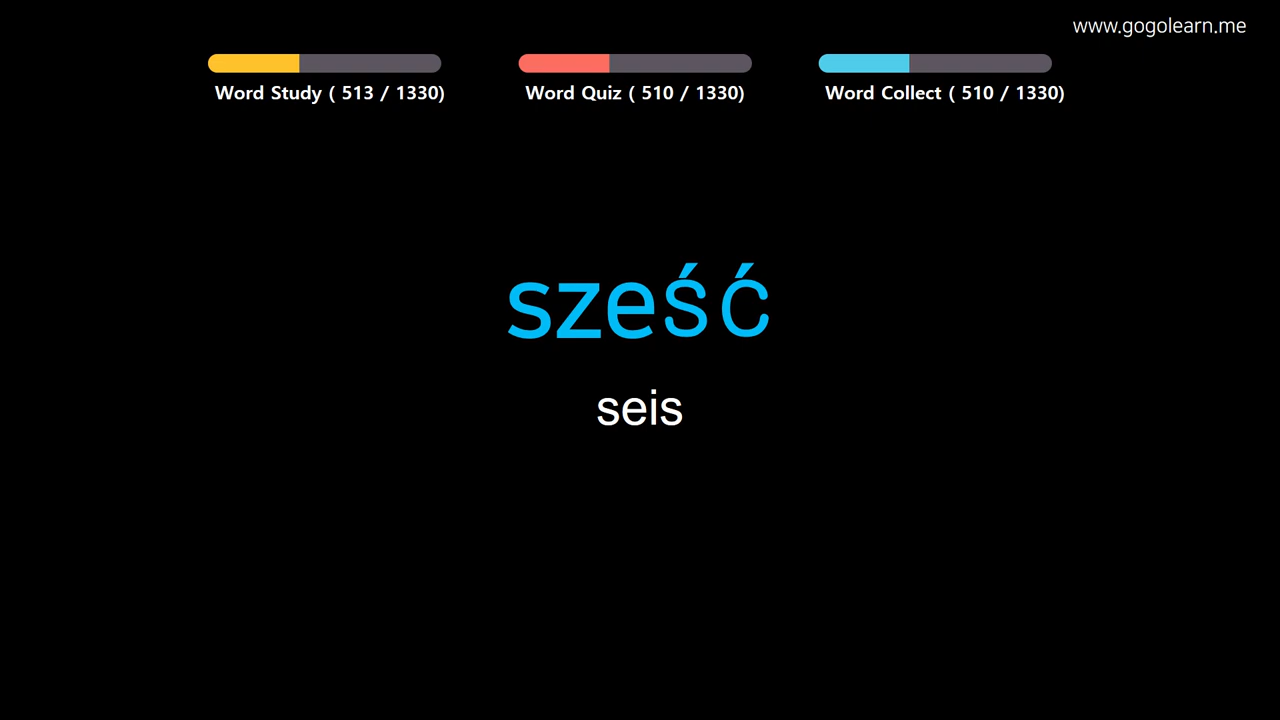 www.gogolearn.me
Word Study ( 513 / 1330)
Word Quiz ( 510 / 1330)
Word Collect ( 510 / 1330)
sześć
seis